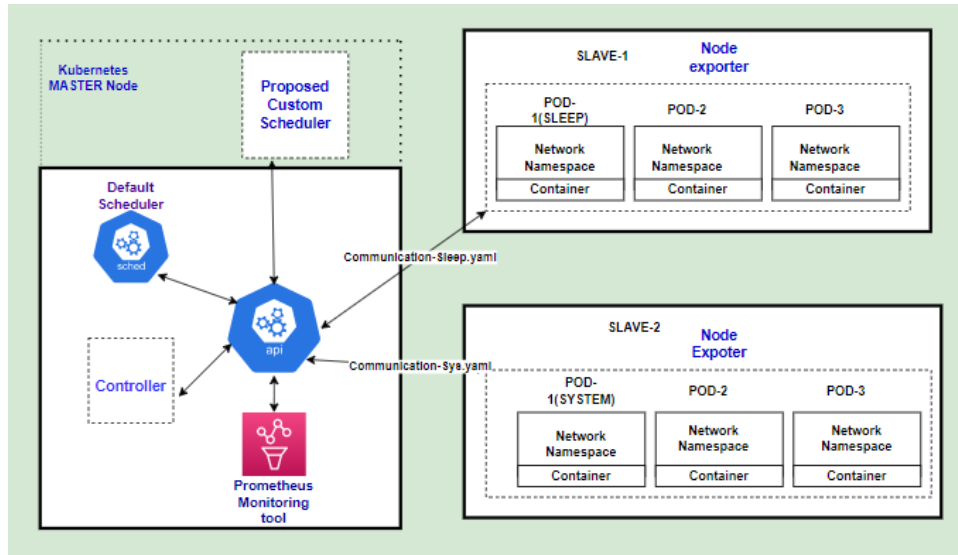 Kubernetes
MASTER Node
Proposed
Custom
Scheduler
Default
Scheduler
sched
api
Controller
Prometheus
Monitoring
tool
Communication-Sleep.yaml
Communication-Sys.yaml
SLAVE-1
Node
exporter
POD-
1(SLEEP)
POD-2
POD-3
Network
Namespace
Container
Network
Namespace
Container
Network
Namespace
Container
SLAVE-2
Node
Expoter
POD-
1(SYSTEM)
POD-2
POD-3
Network
Namespace
Container
Network
Namespace
Container
Network
Namespace
Container